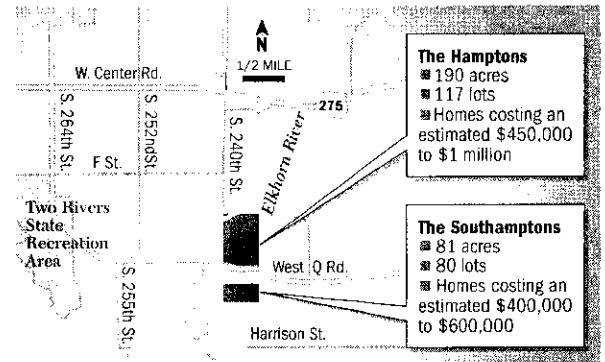 N
1/2 MILE
W. Center Rd.
275
S. 264th St.
S. 252nd St.
S. 240th St.
Elkhorn River
F St.
Two Rivers
State
Recreation
Area
S. 255th St.
West Q Rd.
Harrison St.
The Hamptons
■ 190 acres
■ 117 lots
■ Homes costing an
estimated $450,000
to $1 million
The Southamptons
■ 81 acres
■ 80 lots
■ Homes costing an
estimated $400,000
to $600,000